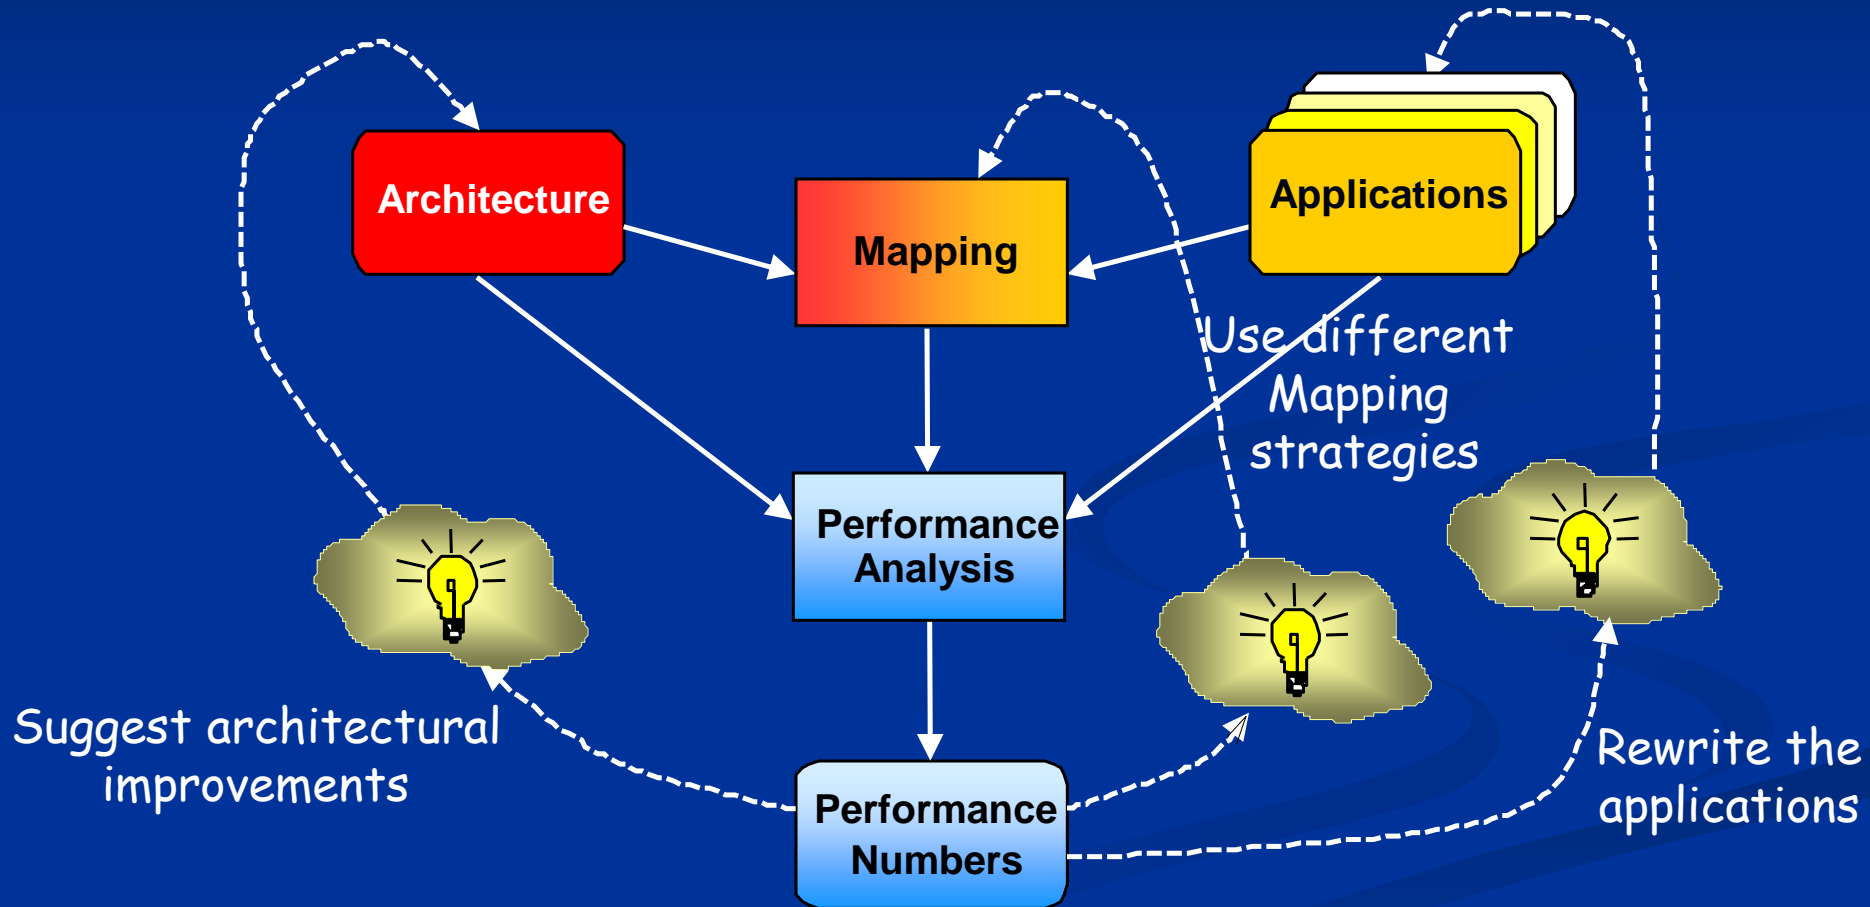 Architecture
Mapping
Applications
Use different
Mapping
strategies
Performance
Analysis
Suggest architectural
improvements
Performance
Numbers
Rewrite the
applications